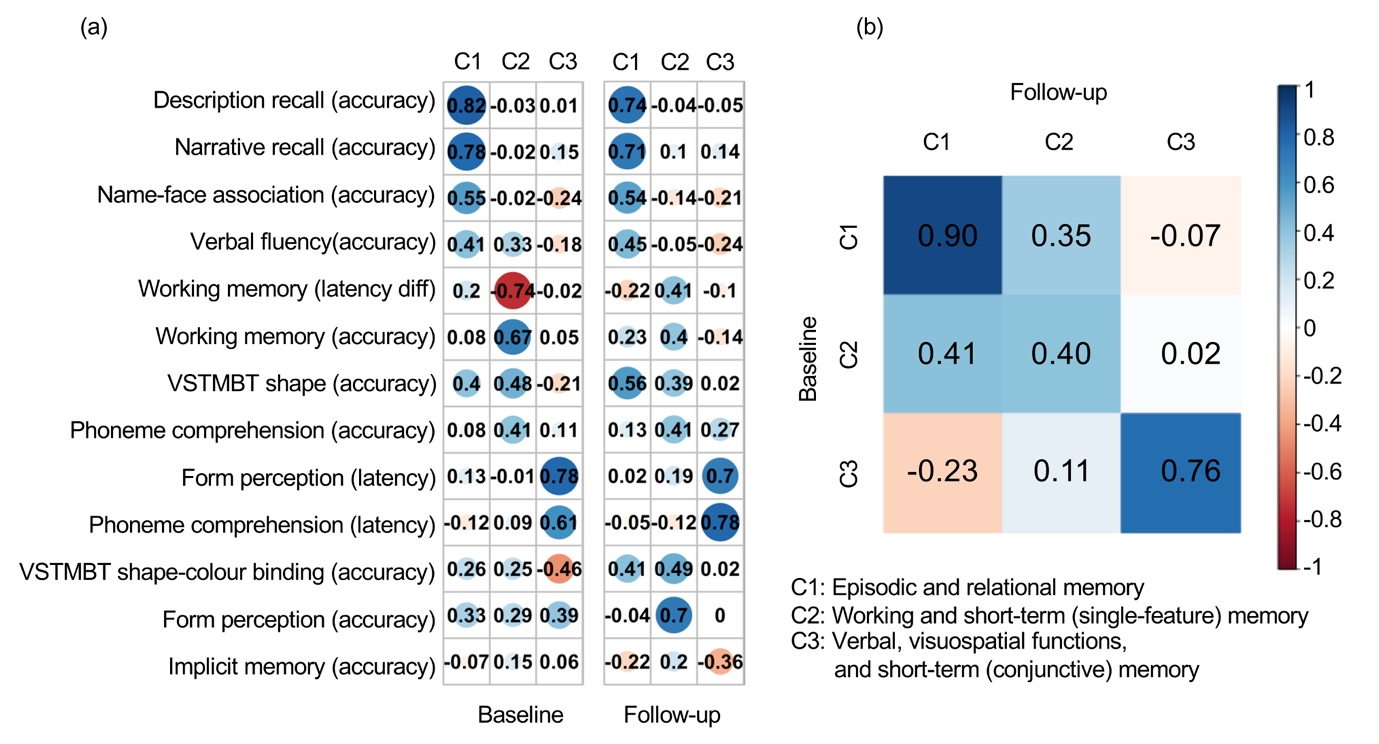 (a)
(b)
C1 C2 C3 C1 C2 C3
Description recall (accuracy) 0.82 -0.03 0.01 0.74 -0.04 -0.05
Narrative recall (accuracy) 0.78 -0.02 0.15 0.71 0.1 0.14
Name-face association (accuracy) 0.55 -0.02 -0.24 0.54 -0.14 -0.21
Verbal fluency(accuracy) 0.41 0.33 -0.18 0.45 -0.05 -0.24
Working memory (latency diff) 0.2 -0.74 -0.02 -0.22 0.41 -0.1
Working memory (accuracy) 0.08 0.67 0.05 0.23 0.4 -0.14
VSTMBT shape (accuracy) 0.4 0.48 -0.21 0.56 0.39 0.02
Phoneme comprehension (accuracy) 0.08 0.41 0.11 0.13 0.41 0.27
Form perception (latency) 0.13 -0.01 0.78 0.02 0.19 0.7
Phoneme comprehension (latency) -0.12 0.09 0.61 -0.05 -0.12 0.78
VSTMBT shape-colour binding (accuracy) 0.26 0.25 -0.46 0.41 0.49 0.02
Form perception (accuracy) 0.33 0.29 0.39 -0.04 0.7 0
Implicit memory (accuracy) -0.07 0.15 0.06 -0.22 0.2 -0.36
Baseline Follow-up
Follow-up
C1 C2 C3
Baseline
C1 0.90 0.35 -0.07
C2 0.41 0.40 0.02
C3 -0.23 0.11 0.76
1
0.8
0.6
0.4
0.2
0
-0.2
-0.4
-0.6
-0.8
-1
C1: Episodic and relational memory
C2: Working and short-term (single-feature) memory
C3: Verbal, visuospatial functions,
and short-term (conjunctive) memory